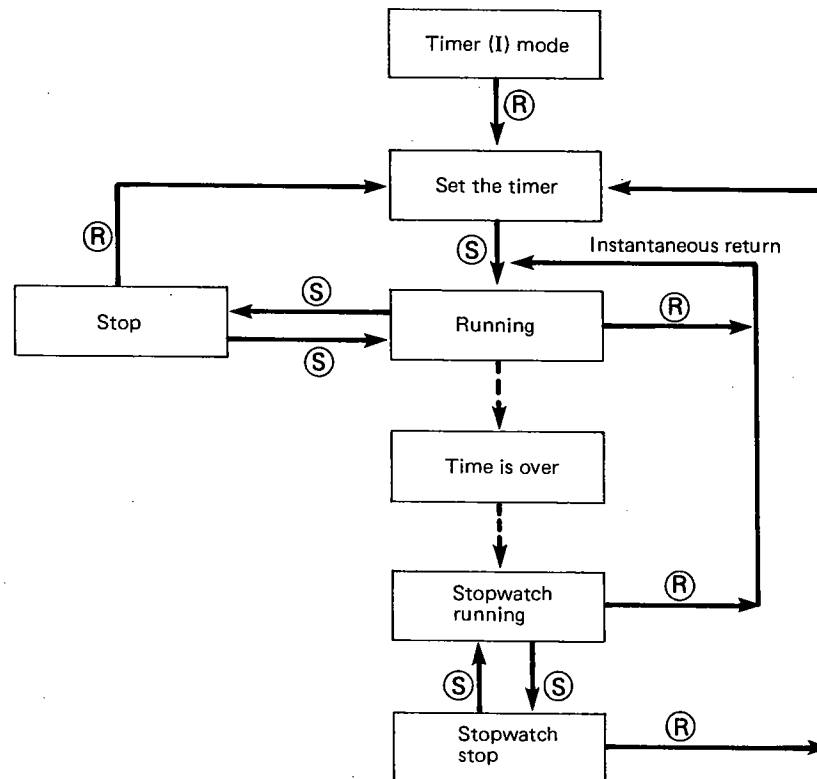 Timer (I) mode
R
Set the timer
R
S
Instantaneous return
S
Stop
Running
R
S
Time is over
Stopwatch
running
R
S
S
Stopwatch
stop
R